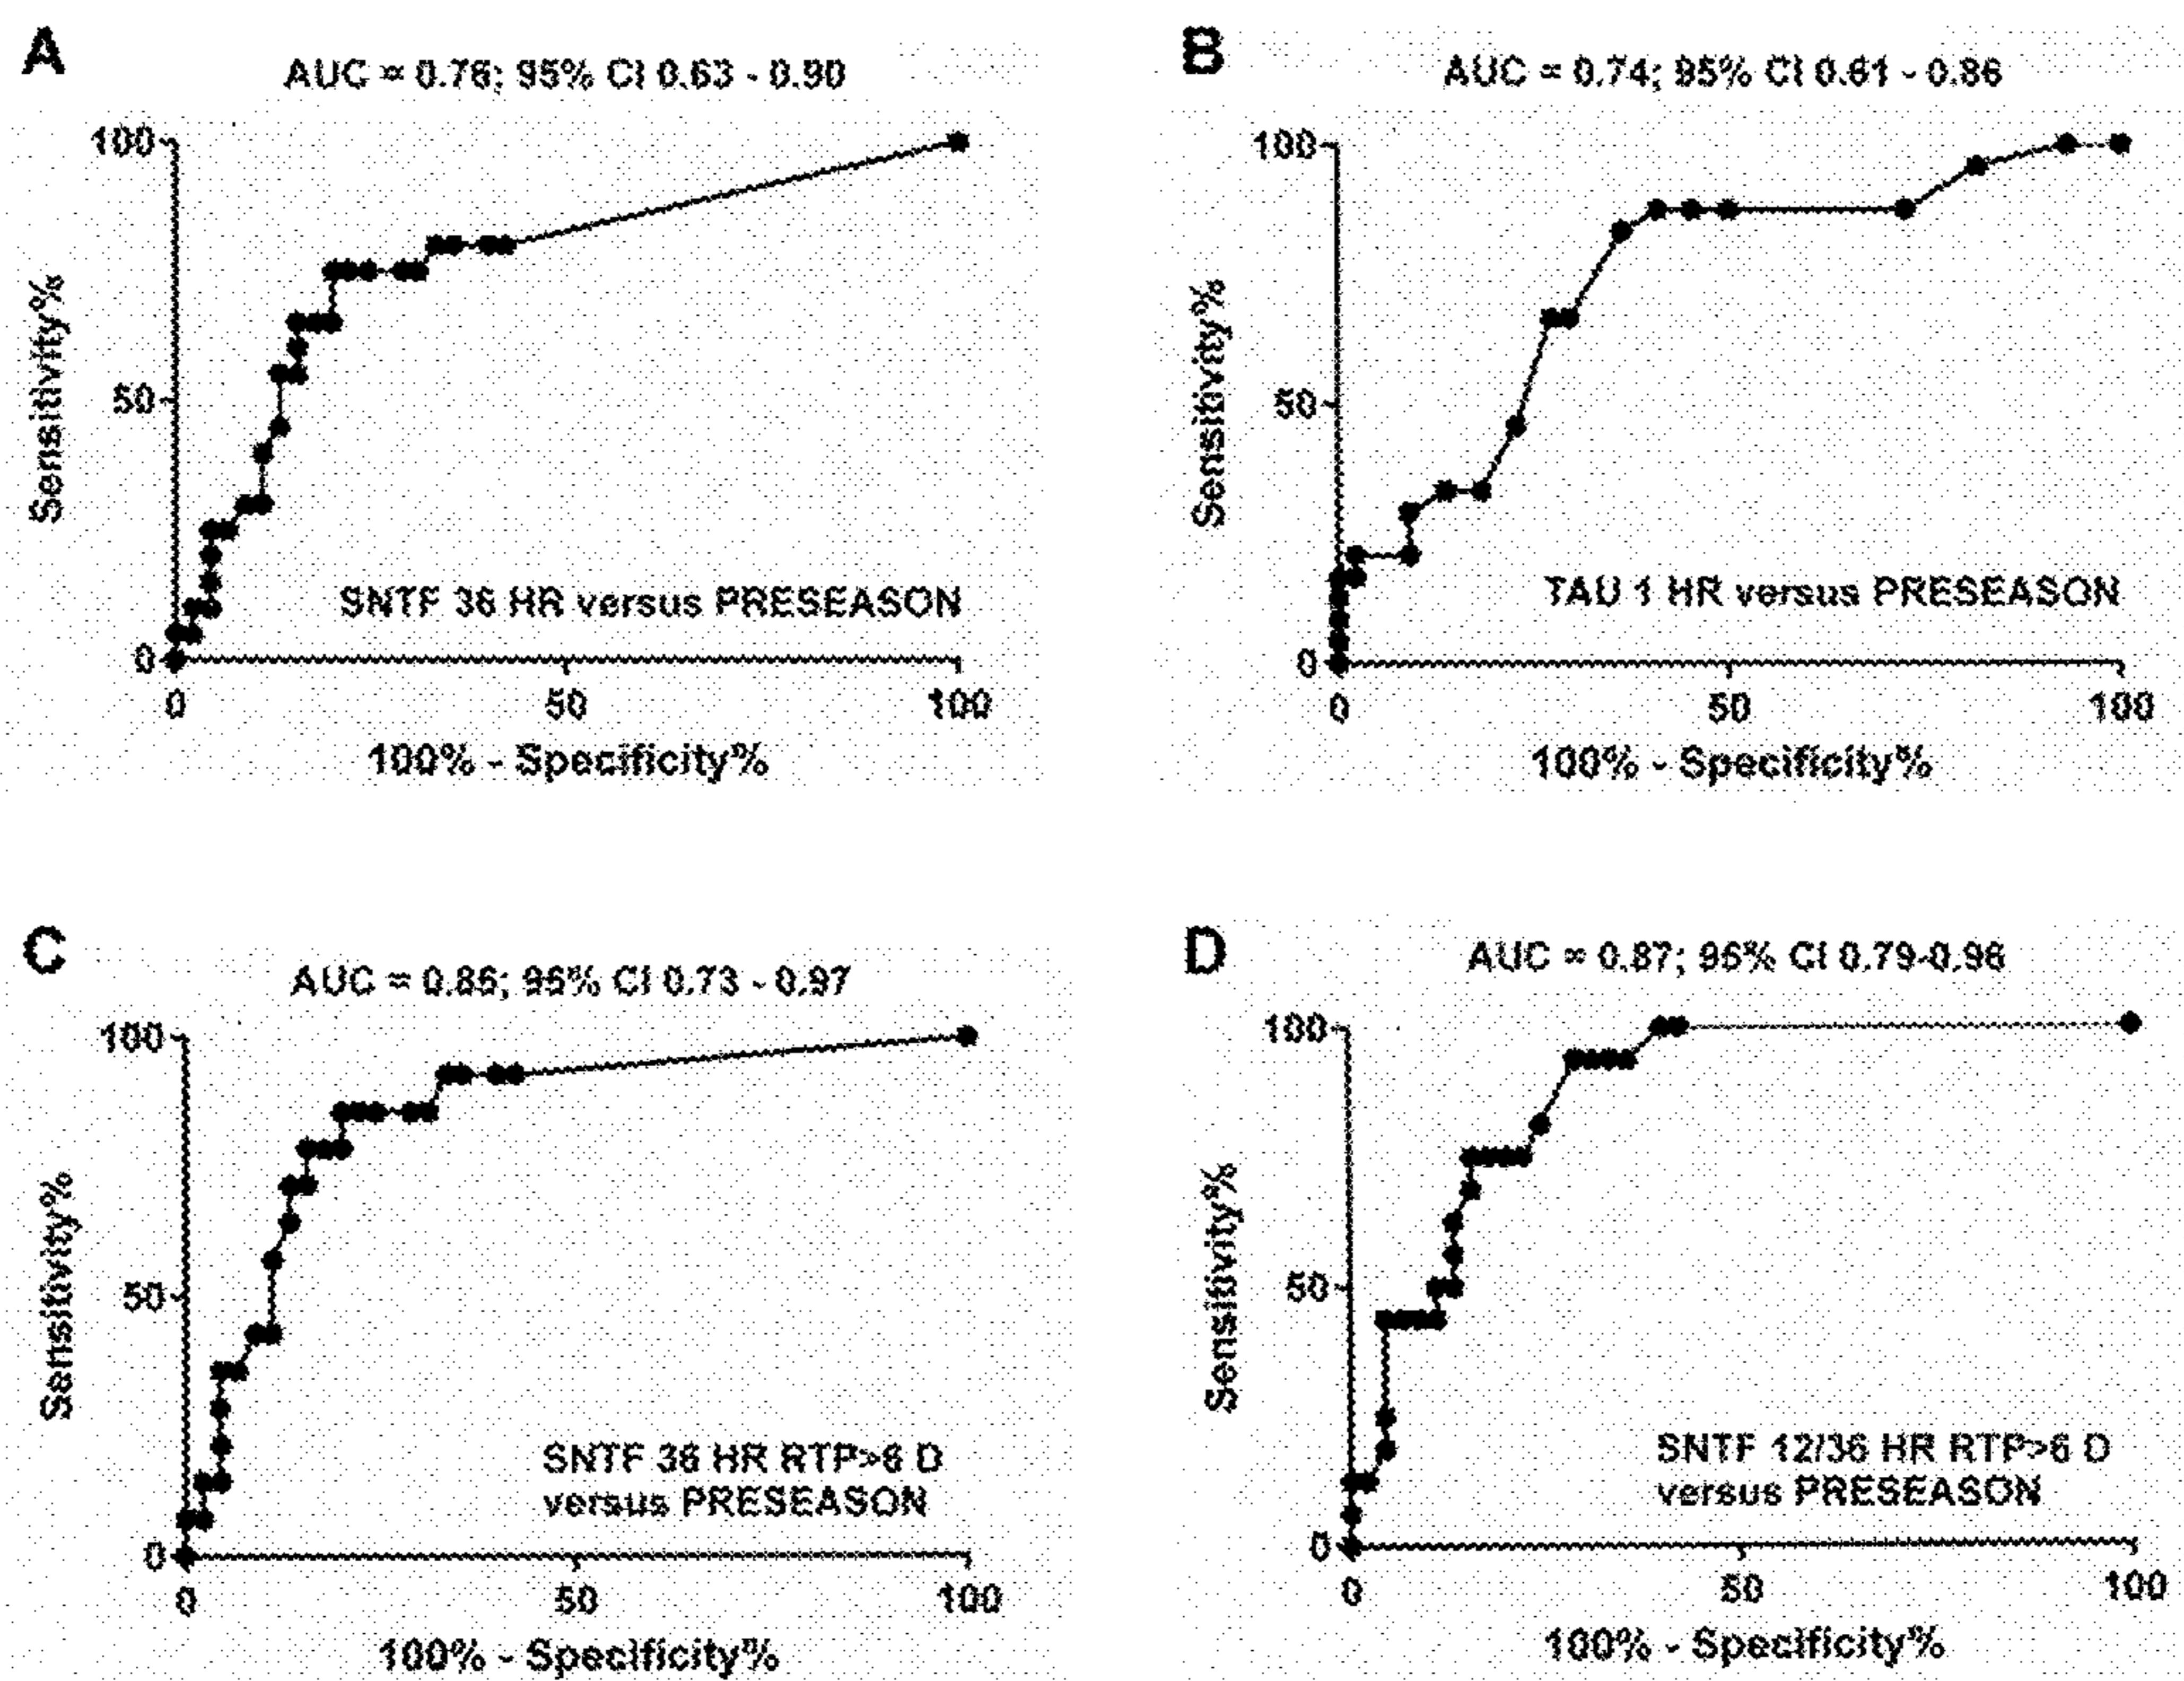 A
AUC = 0.76; 95% CI 0.63 - 0.90
100
50
0
0
50
100
Sensitivity%
SNTF 36 HR versus PRESEASON
100% - Specificity%
B
AUC = 0.74; 95% CI 0.61 - 0.86
100
50
0
0
50
100
Sensitivity%
TAU 1 HR versus PRESEASON
100% - Specificity%
C
AUC = 0.85; 95% CI 0.73 - 0.97
100
50
0
0
50
100
Sensitivity%
SNTF 36 HR RTP>6 D
versus PRESEASON
100% - Specificity%
D
AUC = 0.87; 95% CI 0.79-0.96
100
50
0
0
50
100
Sensitivity%
SNTF 12/36 HR RTP>6 D
versus PRESEASON
100% - Specificity%